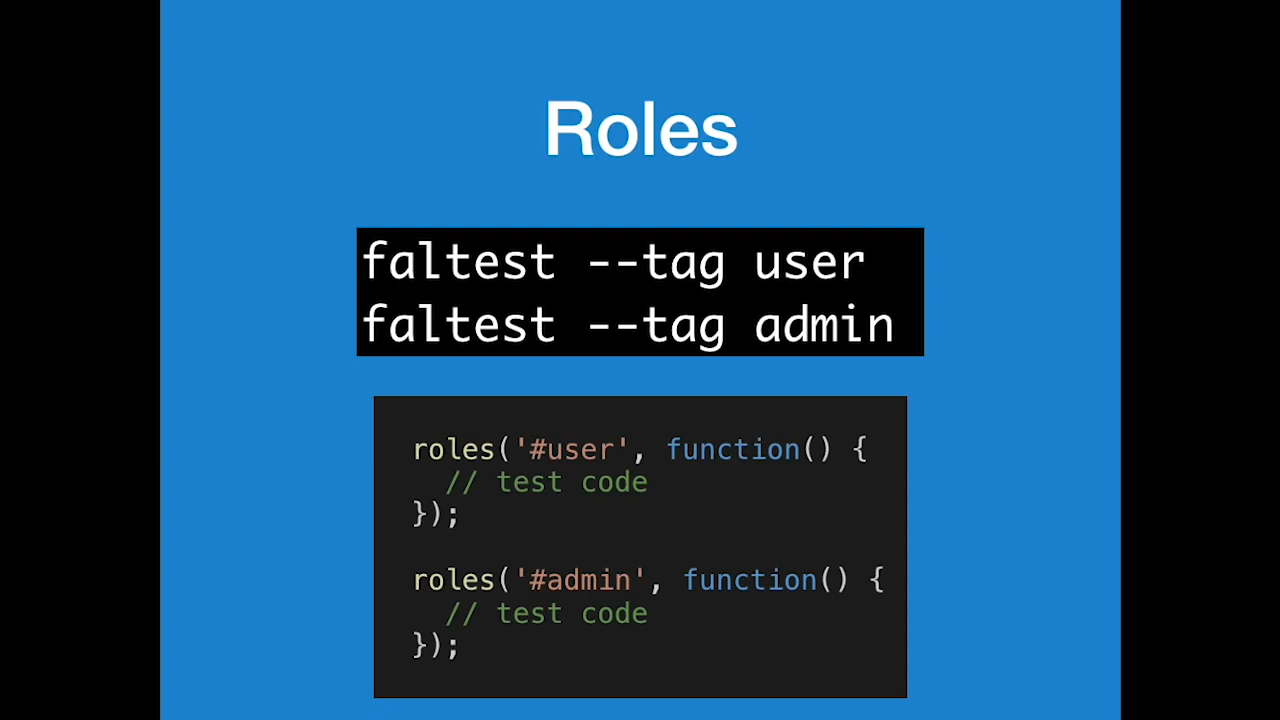 Roles
faltest --tag user
faltest --tag admin
roles('#user', function() {
  // test code
});
roles('#admin', function() {
  // test code
});